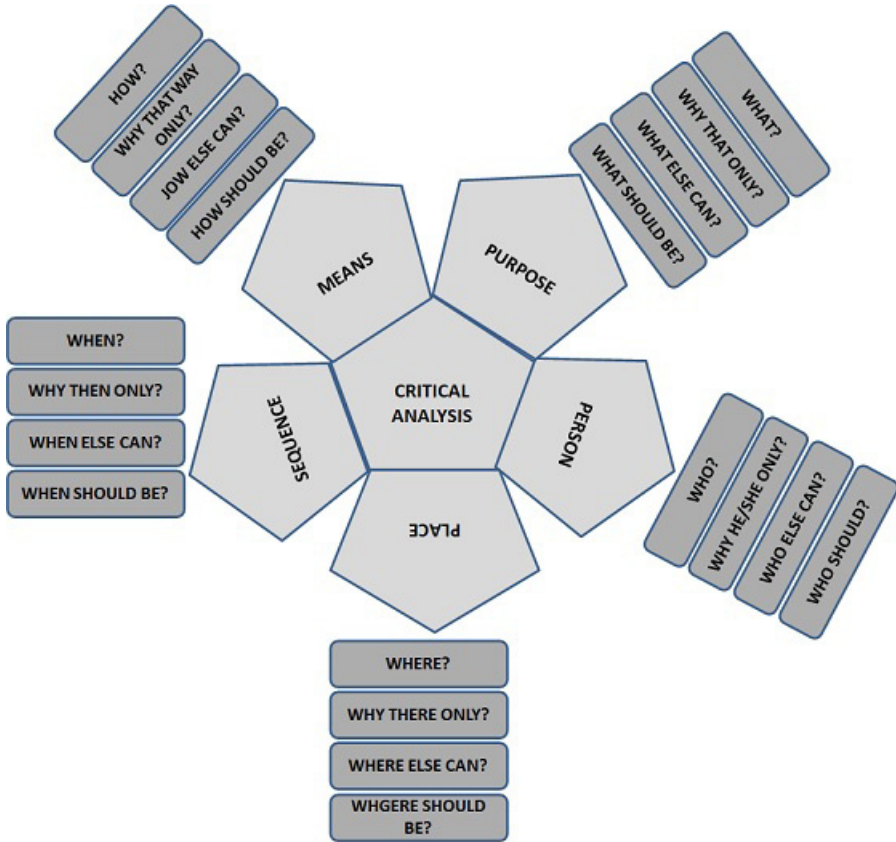 HOW?
WHY THAT WAY
ONLY?
JOW ELSE CAN?
HOW SHOULD BE?
MEANS
WHAT?
WHY THAT ONLY?
WHAT ELSE CAN?
WHAT SHOULD BE?
PURPOSE
CRITICAL
ANALYSIS
WHEN?
WHY THEN ONLY?
WHEN ELSE CAN?
WHEN SHOULD BE?
SEQUENCE
PERSON
WHO?
WHY HE/SHE ONLY?
WHO ELSE CAN?
WHO SHOULD?
PLACE
WHERE?
WHY THERE ONLY?
WHERE ELSE CAN?
WHGERE SHOULD
BE?